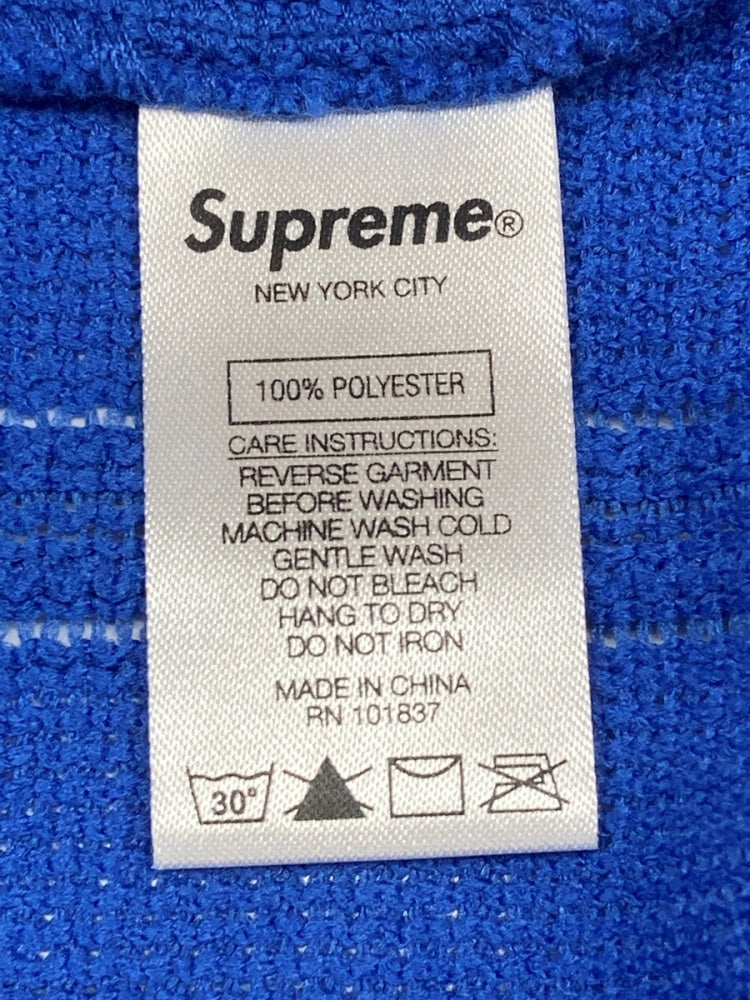 Supreme®
NEW YORK CITY
100% POLYESTER
CARE INSTRUCTIONS:
REVERSE GARMENT
BEFORE WASHING
MACHINE WASH COLD
GENTLE WASH
DO NOT BLEACH
HANG TO DRY
DO NOT IRON
MADE IN CHINA
RN 101837
30°